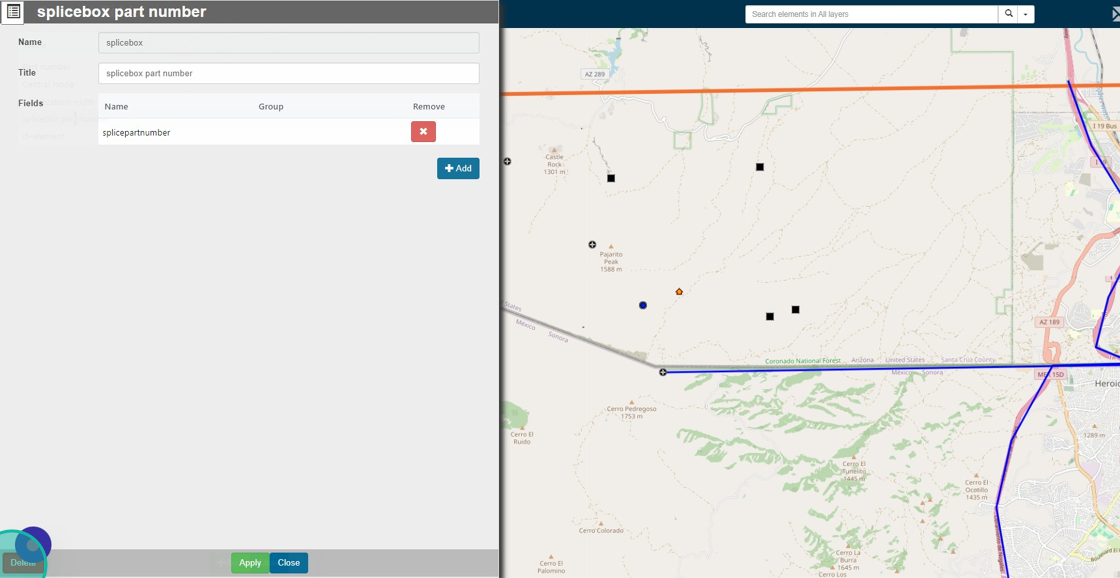 splicebox part number
Search elements in All layers
Name
splicebox
Title
splicebox part number
Fields
Name
Group
Remove
splicepartnumber
Add
Delete
Apply
Close
AZ 289
I 19 Bus
Castle
Rock
1301 m
Pajarito
Peak
1588 m
States
México
Sonora
AZ 189
Coronado National Forest
Arizona
United States
Santa Cruz County
México
Sonora
MEX 15D
Heroic
Cerro Pedregoso
1753 m
Cerro El
Ruido
1289 m
Cerro El
Tunelito
1445 m
Cerro El
Ocotillo
1435 m
Cerro Colorado
Cerro El
Palomino
Cerro La
Burra
1645 m
Cerro Los